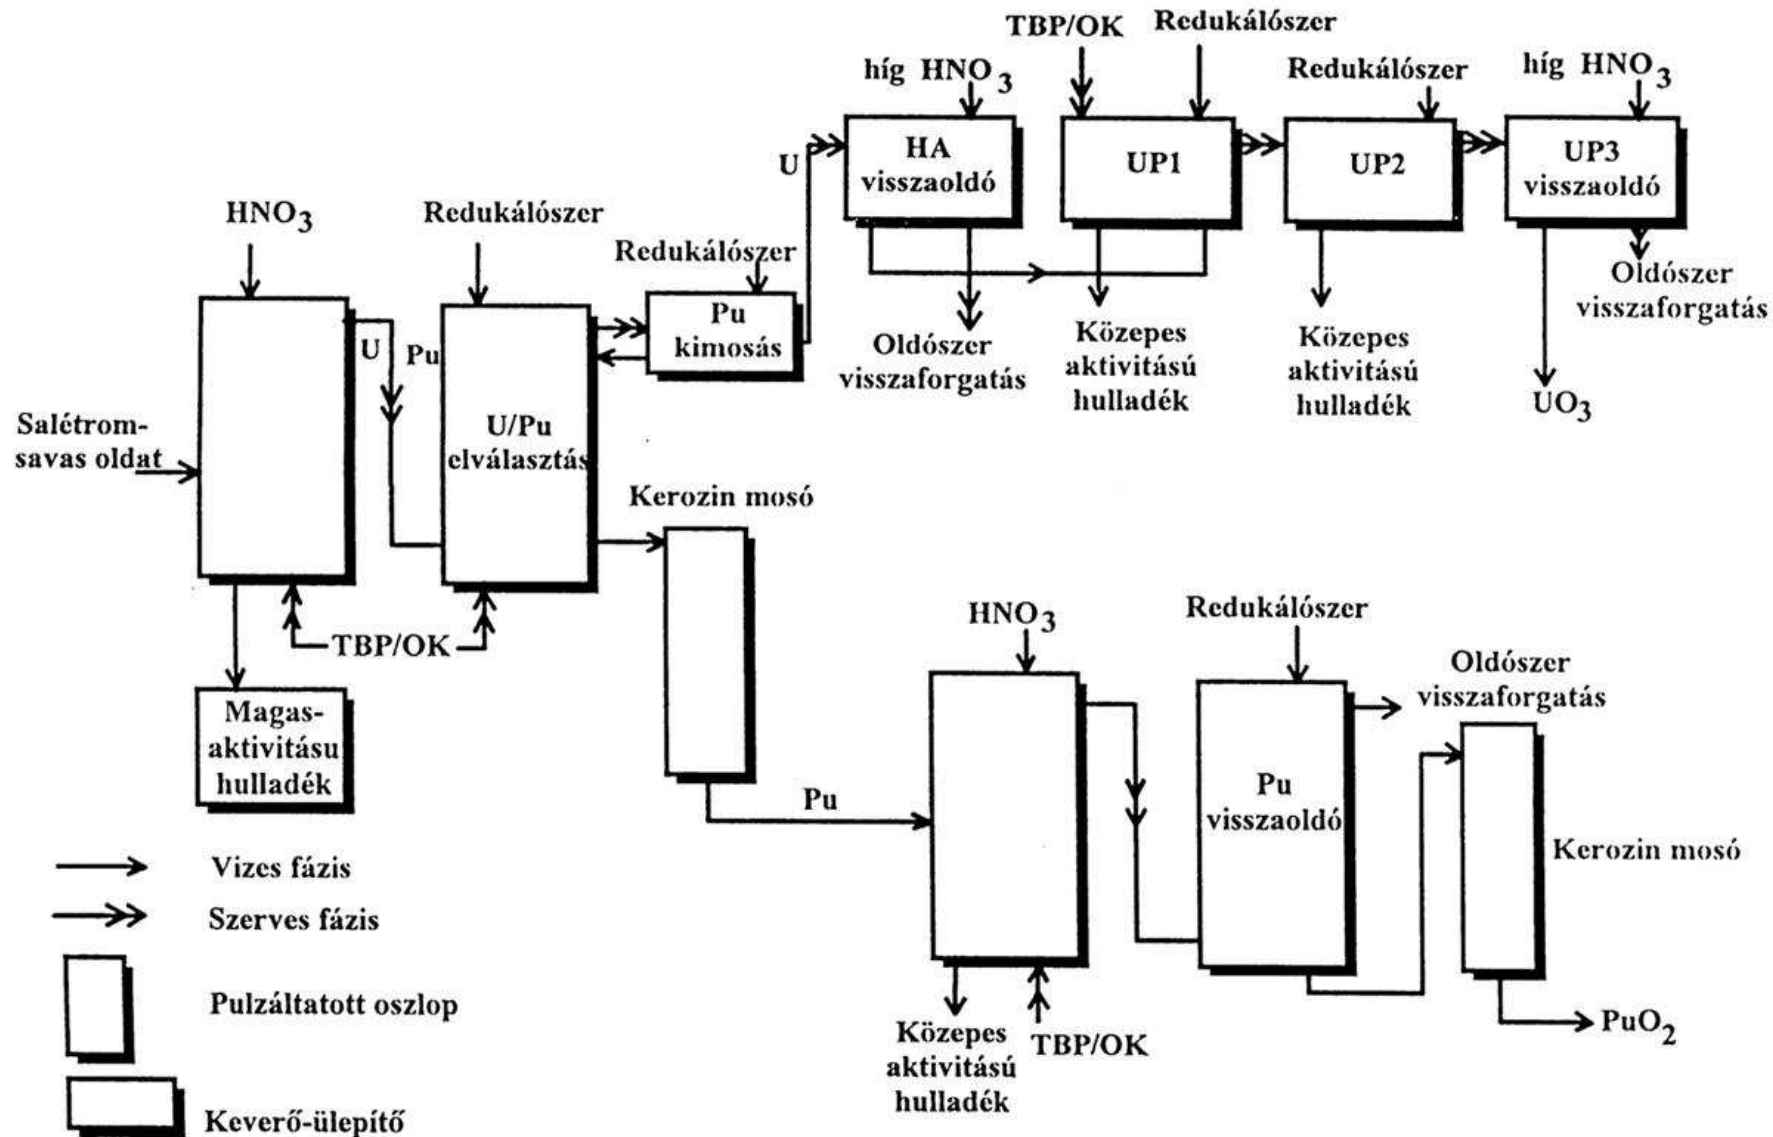 TBP/OK
Redukálószer
híg HNO3
Redukálószer
híg HNO3
HA
visszaoldó
UP1
UP2
UP3
visszaoldó
U
HNO3
Redukálószer
Redukálószer
Pu
kimosás
U
Pu
Oldószer
visszaforgatás
Közepes
aktivitású
hulladék
Közepes
aktivitású
hulladék
Oldószer
visszaforgatás
UO3
Salétrom-
savas oldat
U/Pu
elválasztás
Kerozin mosó
TBP/OK
Magas-
aktivitásu
hulladék
HNO3
Redukálószer
Oldószer
visszaforgatás
Pu
Pu
visszaoldó
Kerozin mosó
Közepes
aktivitású
hulladék
TBP/OK
PuO2
Vizes fázis
Szerves fázis
Pulzáltatott oszlop
Keverő-ülepítő